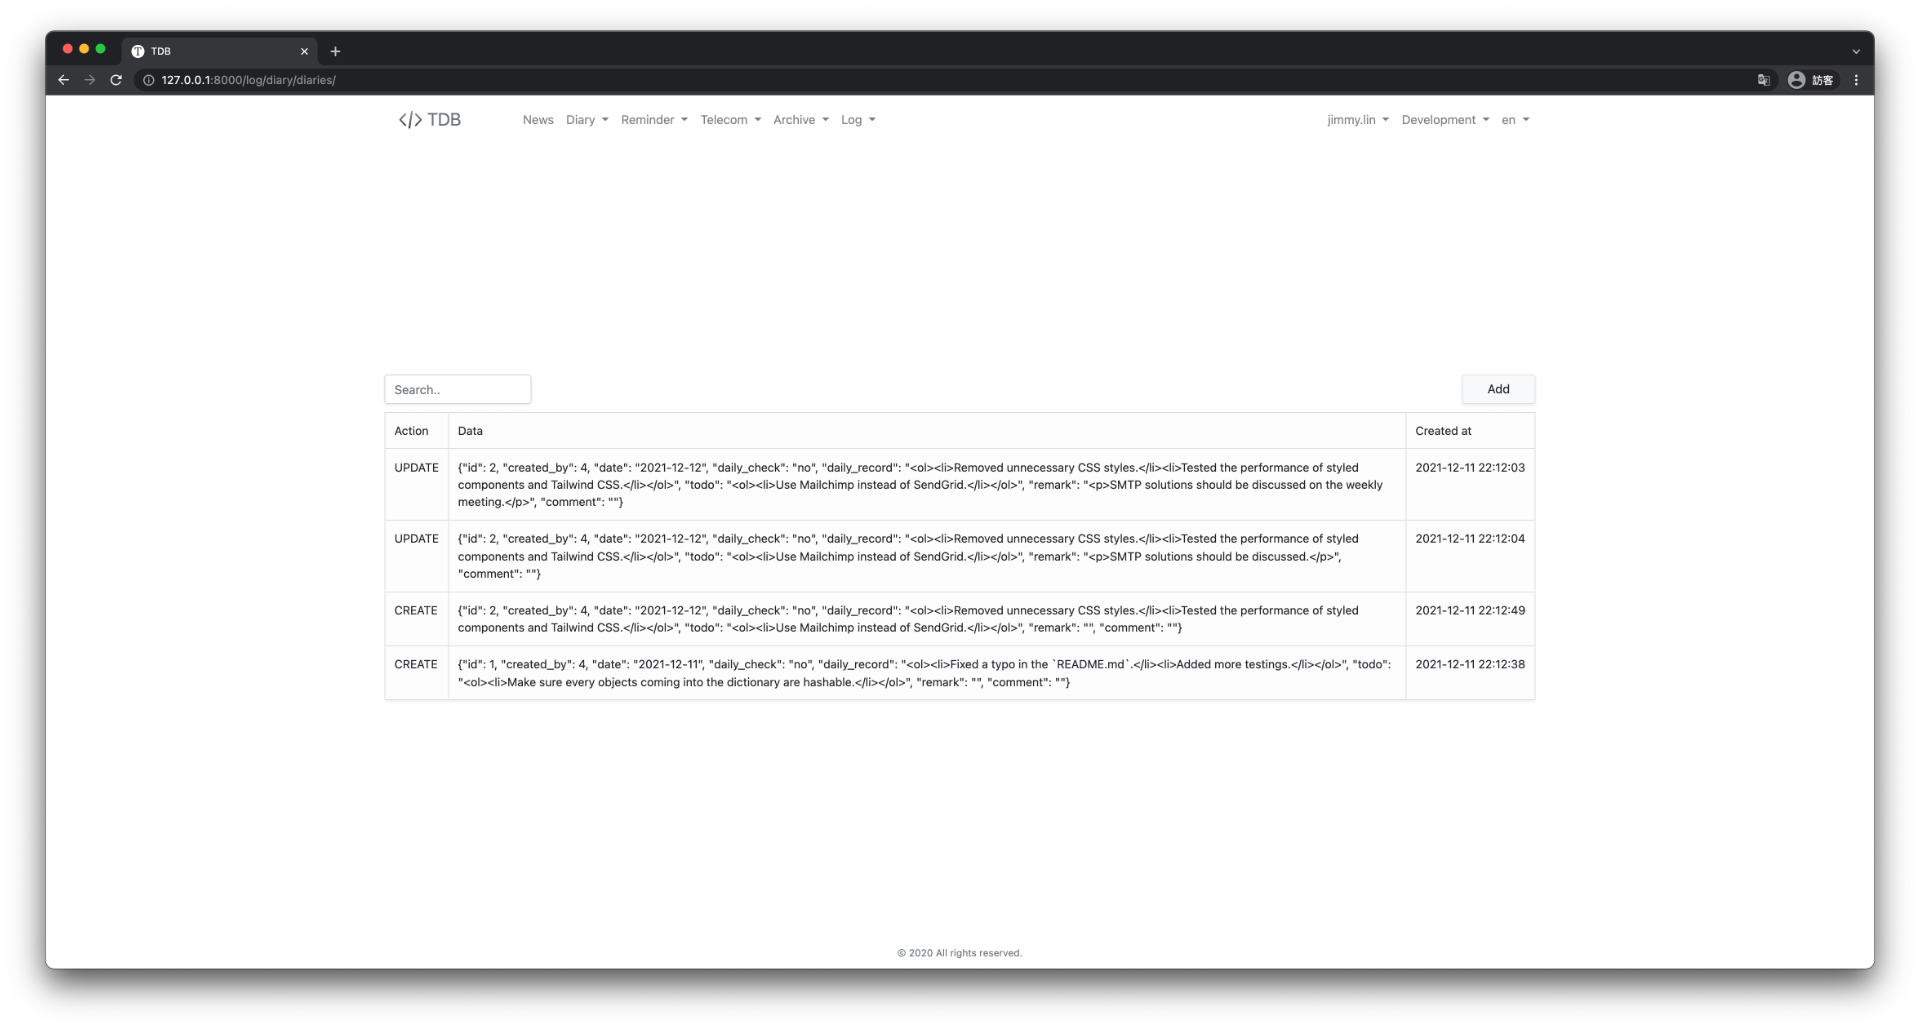 TDB
127.0.0.1:8000/log/diary/diaries/
訪客
</> TDB
News Diary Reminder Telecom Archive Log
jimmy.lin Development en
Search..
Add
Action Data Created at
UPDATE {"id": 2, "created_by": 4, "date": "2021-12-12", "daily_check": "no", "daily_record": "<ol><li>Removed unnecessary CSS styles.</li><li>Tested the performance of styled 2021-12-11 22:12:03
components and Tailwind CSS.</li></ol>", "todo": "<ol><li>Use Mailchimp instead of SendGrid.</li></ol>", "remark": "<p>SMTP solutions should be discussed on the weekly
meeting.</p>", "comment": ""}
UPDATE {"id": 2, "created_by": 4, "date": "2021-12-12", "daily_check": "no", "daily_record": "<ol><li>Removed unnecessary CSS styles.</li><li>Tested the performance of styled 2021-12-11 22:12:04
components and Tailwind CSS.</li></ol>", "todo": "<ol><li>Use Mailchimp instead of SendGrid.</li></ol>", "remark": "<p>SMTP solutions should be discussed.</p>",
"comment": ""}
CREATE {"id": 2, "created_by": 4, "date": "2021-12-12", "daily_check": "no", "daily_record": "<ol><li>Removed unnecessary CSS styles.</li><li>Tested the performance of styled 2021-12-11 22:12:49
components and Tailwind CSS.</li></ol>", "todo": "<ol><li>Use Mailchimp instead of SendGrid.</li></ol>", "remark": "", "comment": ""}
CREATE {"id": 1, "created_by": 4, "date": "2021-12-11", "daily_check": "no", "daily_record": "<ol><li>Fixed a typo in the `README.md`.</li><li>Added more testings.</li></ol>", "todo": 2021-12-11 22:12:38
"<ol><li>Make sure every objects coming into the dictionary are hashable.</li></ol>", "remark": "", "comment": ""}
© 2020 All rights reserved.